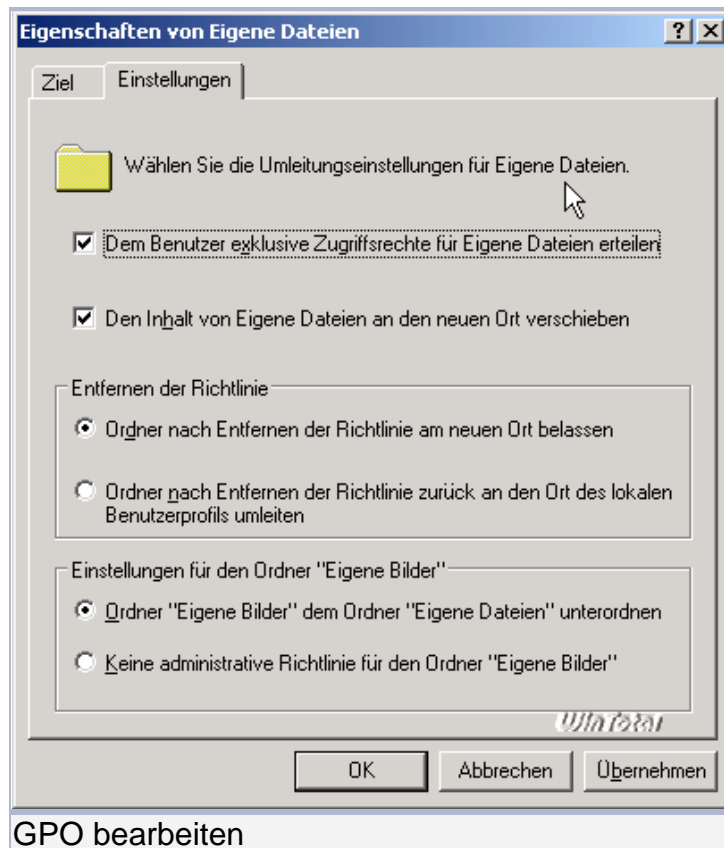 Eigenschaften von Eigene Dateien
Ziel
Einstellungen
Wählen Sie die Umleitungseinstellungen für Eigene Dateien.
Dem Benutzer exklusive Zugriffsrechte für Eigene Dateien erteilen
Den Inhalt von Eigene Dateien an den neuen Ort verschieben
Entfernen der Richtlinie
Ordner nach Entfernen der Richtlinie am neuen Ort belassen
Ordner nach Entfernen der Richtlinie zurück an den Ort des lokalen
Benutzerprofils umleiten
Einstellungen für den Ordner "Eigene Bilder"
Ordner "Eigene Bilder" dem Ordner "Eigene Dateien" unterordnen
Keine administrative Richtlinie für den Ordner "Eigene Bilder"
WinTotal
OK
Abbrechen
Übernehmen
GPO bearbeiten